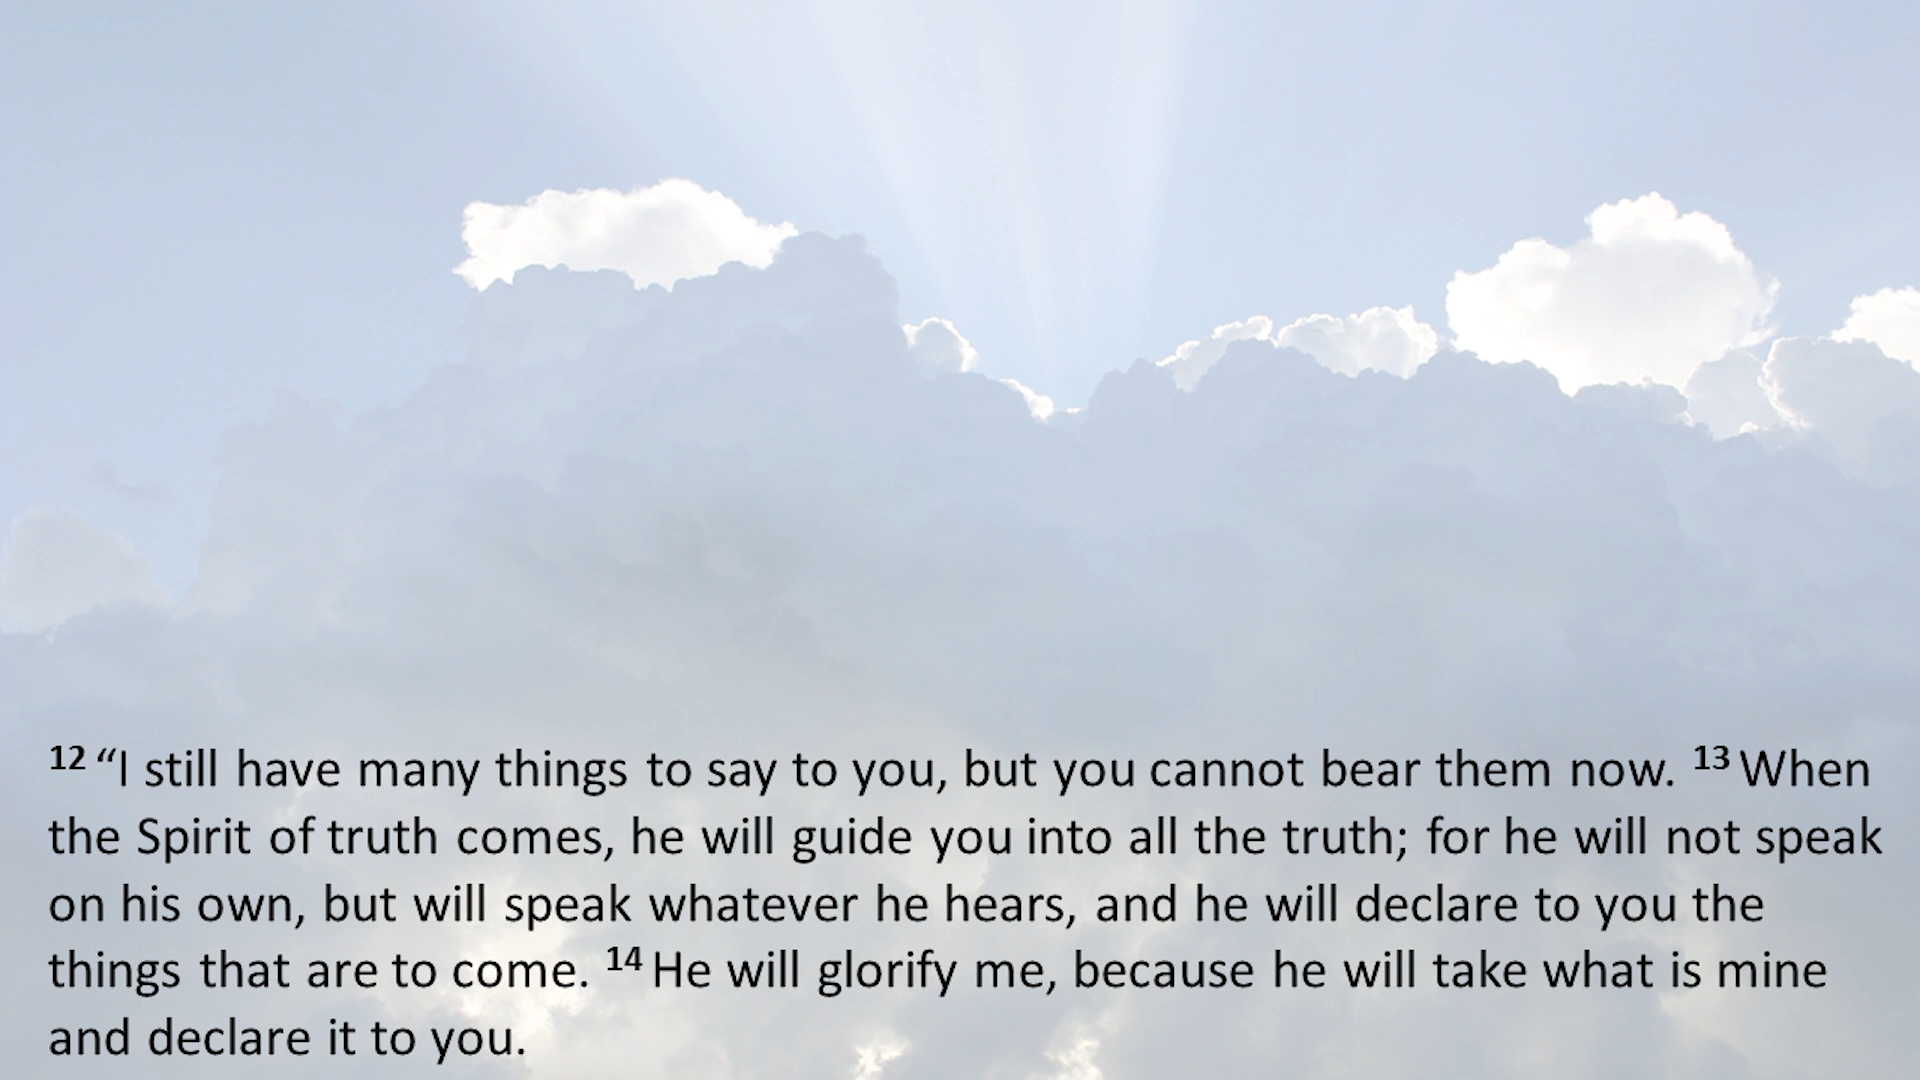 12 “I still have many things to say to you, but you cannot bear them now. 13 When
the Spirit of truth comes, he will guide you into all the truth; for he will not speak
on his own, but will speak whatever he hears, and he will declare to you the
things that are to come. 14 He will glorify me, because he will take what is mine
and declare it to you.